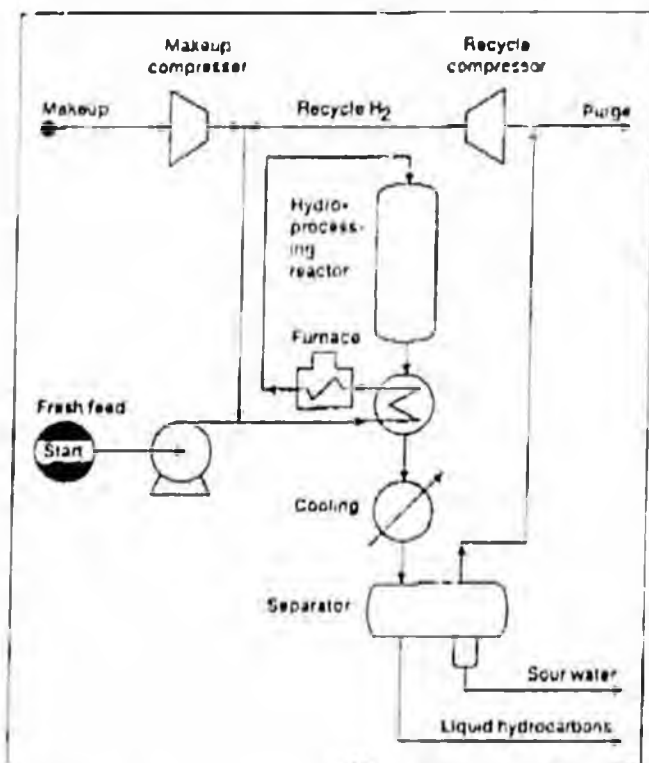 Makeup
compresser
Recycle
compressor
Makeup
Recycle H2
Purge
Hydro-
process-
ing
reactor
Furnace
Fresh feed
Start
Cooling
Separator
Sour water
Liquid hydrocarbons